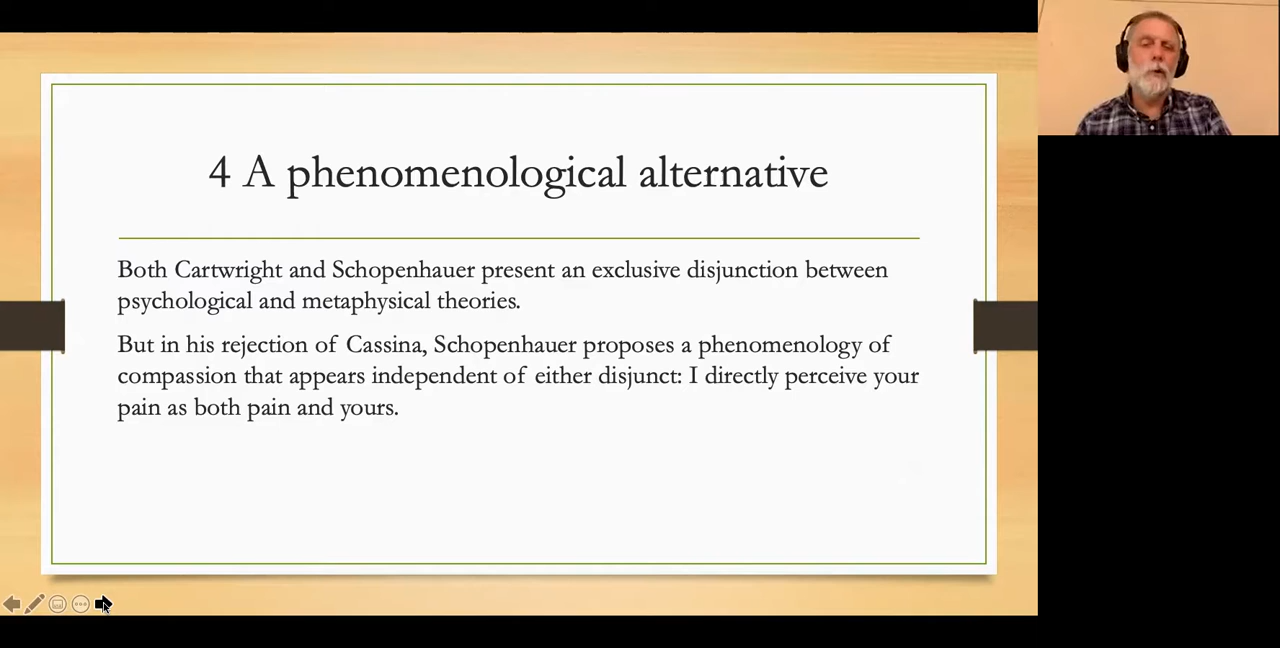 4 A phenomenological alternative
Both Cartwright and Schopenhauer present an exclusive disjunction between
psychological and metaphysical theories.
But in his rejection of Cassina, Schopenhauer proposes a phenomenology of
compassion that appears independent of either disjunct: I directly perceive your
pain as both pain and yours.